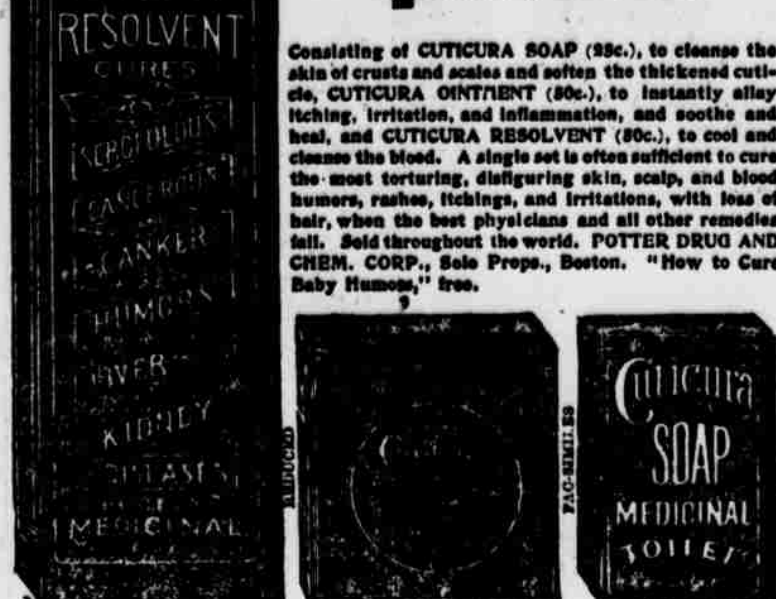 RESOLVENT
CURES
SCROFULOUS
CANCEROUS
CANKER
HUMORS
LIVER
KIDNEY
DISEASES
MEDICINAL
Consisting of CUTICURA SOAP (25c.), to cleanse the
skin of crusts and scales and soften the thickened cuti-
cle, CUTICURA OINTMENT (50c.), to instantly allay
itching, irritation, and inflammation, and soothe and
heal, and CUTICURA RESOLVENT (50c.), to cool and
cleanse the blood. A single set is often sufficient to cure
the most torturing, disfiguring skin, scalp, and blood
humors, rashes, itchings, and irritations, with loss of
hair, when the best physicians and all other remedies
fail. Sold throughout the world. POTTER DRUG AND
CHEM. CORP., Sole Props., Boston. "How to Cure
Baby Humors," free.
REDUCED
FAC-SIMILES
Cuticura
SOAP
MEDICINAL
TOILET